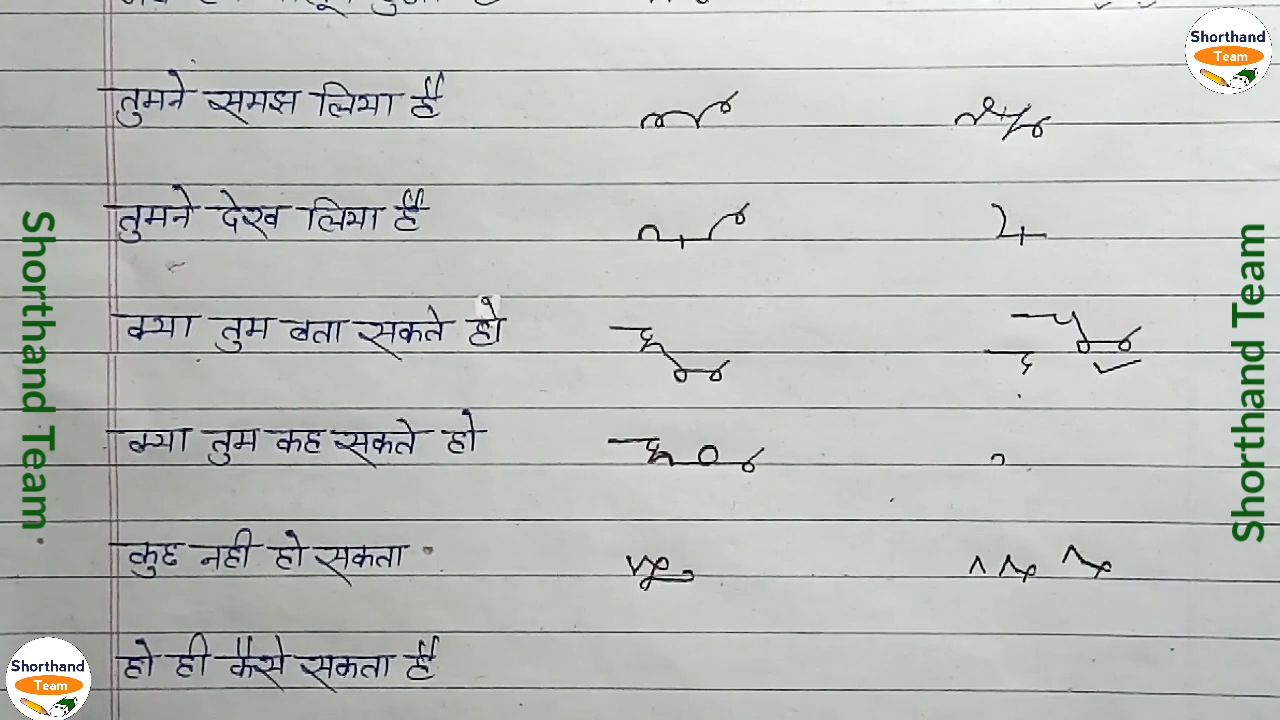 Shorthand Team
तुमने समझ लिया है
तुमने देख लिया है
क्या तुम बता सकते हो
क्या तुम कह सकते हो
कुछ नही हो सकता
हो ही कैसे सकता है
Shorthand Team
Shorthand Team
Shorthand Team